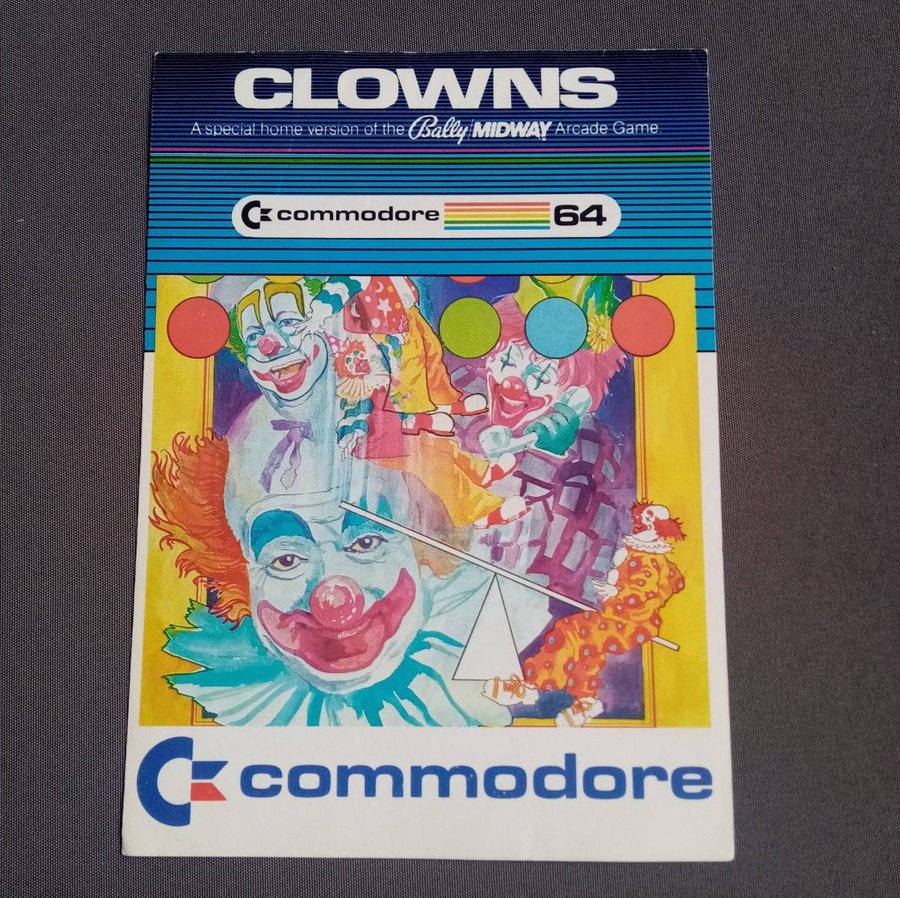 CLOWNS
A special home version of the Bally MIDWAY Arcade Game.
commodore 64
commodore